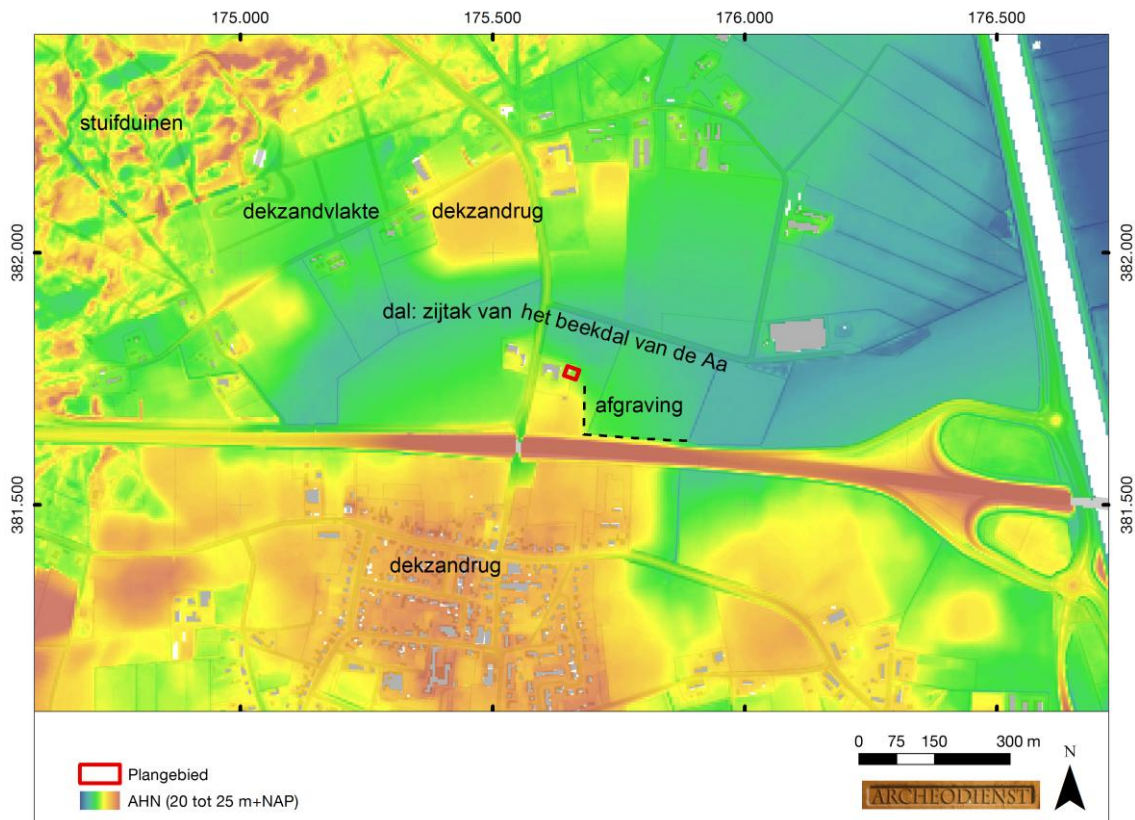 175.000
175.500
176.000
176.500
stuifduinen
dekzandvlakte
dekzandrug
382.000
382.000
dal: zijtak van het beekdal van de Aa
afgraving
381.500
381.500
dekzandrug
0 75 150 300 m
N
Plangebied
AHN (20 tot 25 m+NAP)
ARCHEODIENST